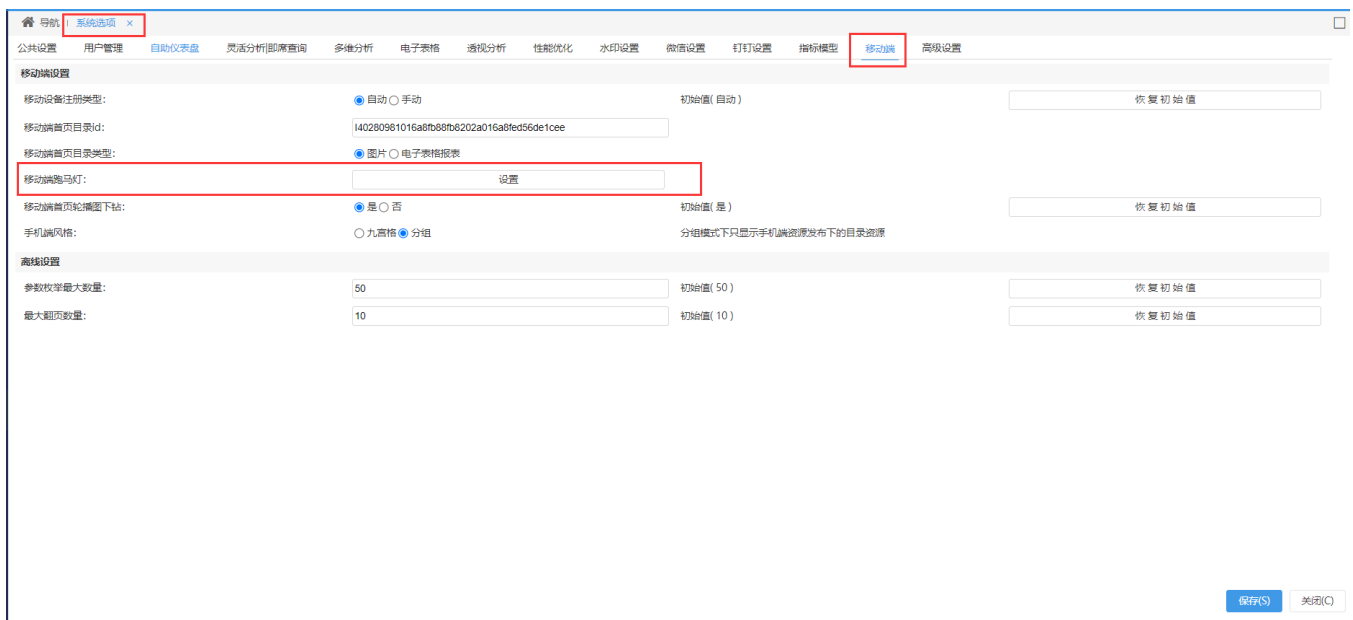 导航 系统选项 ×
公共设置 用户管理 自助仪表盘 灵活分析|即席查询 多维分析 电子表格 透视分析 性能优化 水印设置 微信设置 钉钉设置 指标模型 移动端 高级设置
移动端设置
移动设备注册类型： 自动 手动 初始值( 自动 ) 恢复初始值
移动端首页目录id： I40280981016a8fb88fb8202a016a8fed56de1cee
移动端首页目录类型： 图片 电子表格报表
移动端跑马灯： 设置
移动端首页轮播图下钻： 是 否 初始值( 是 ) 恢复初始值
手机端风格： 九宫格 分组 分组模式下只显示手机端资源发布下的目录资源
离线设置
参数枚举最大数量： 50 初始值( 50 ) 恢复初始值
最大翻页数量： 10 初始值( 10 ) 恢复初始值
保存(S) 关闭(C)